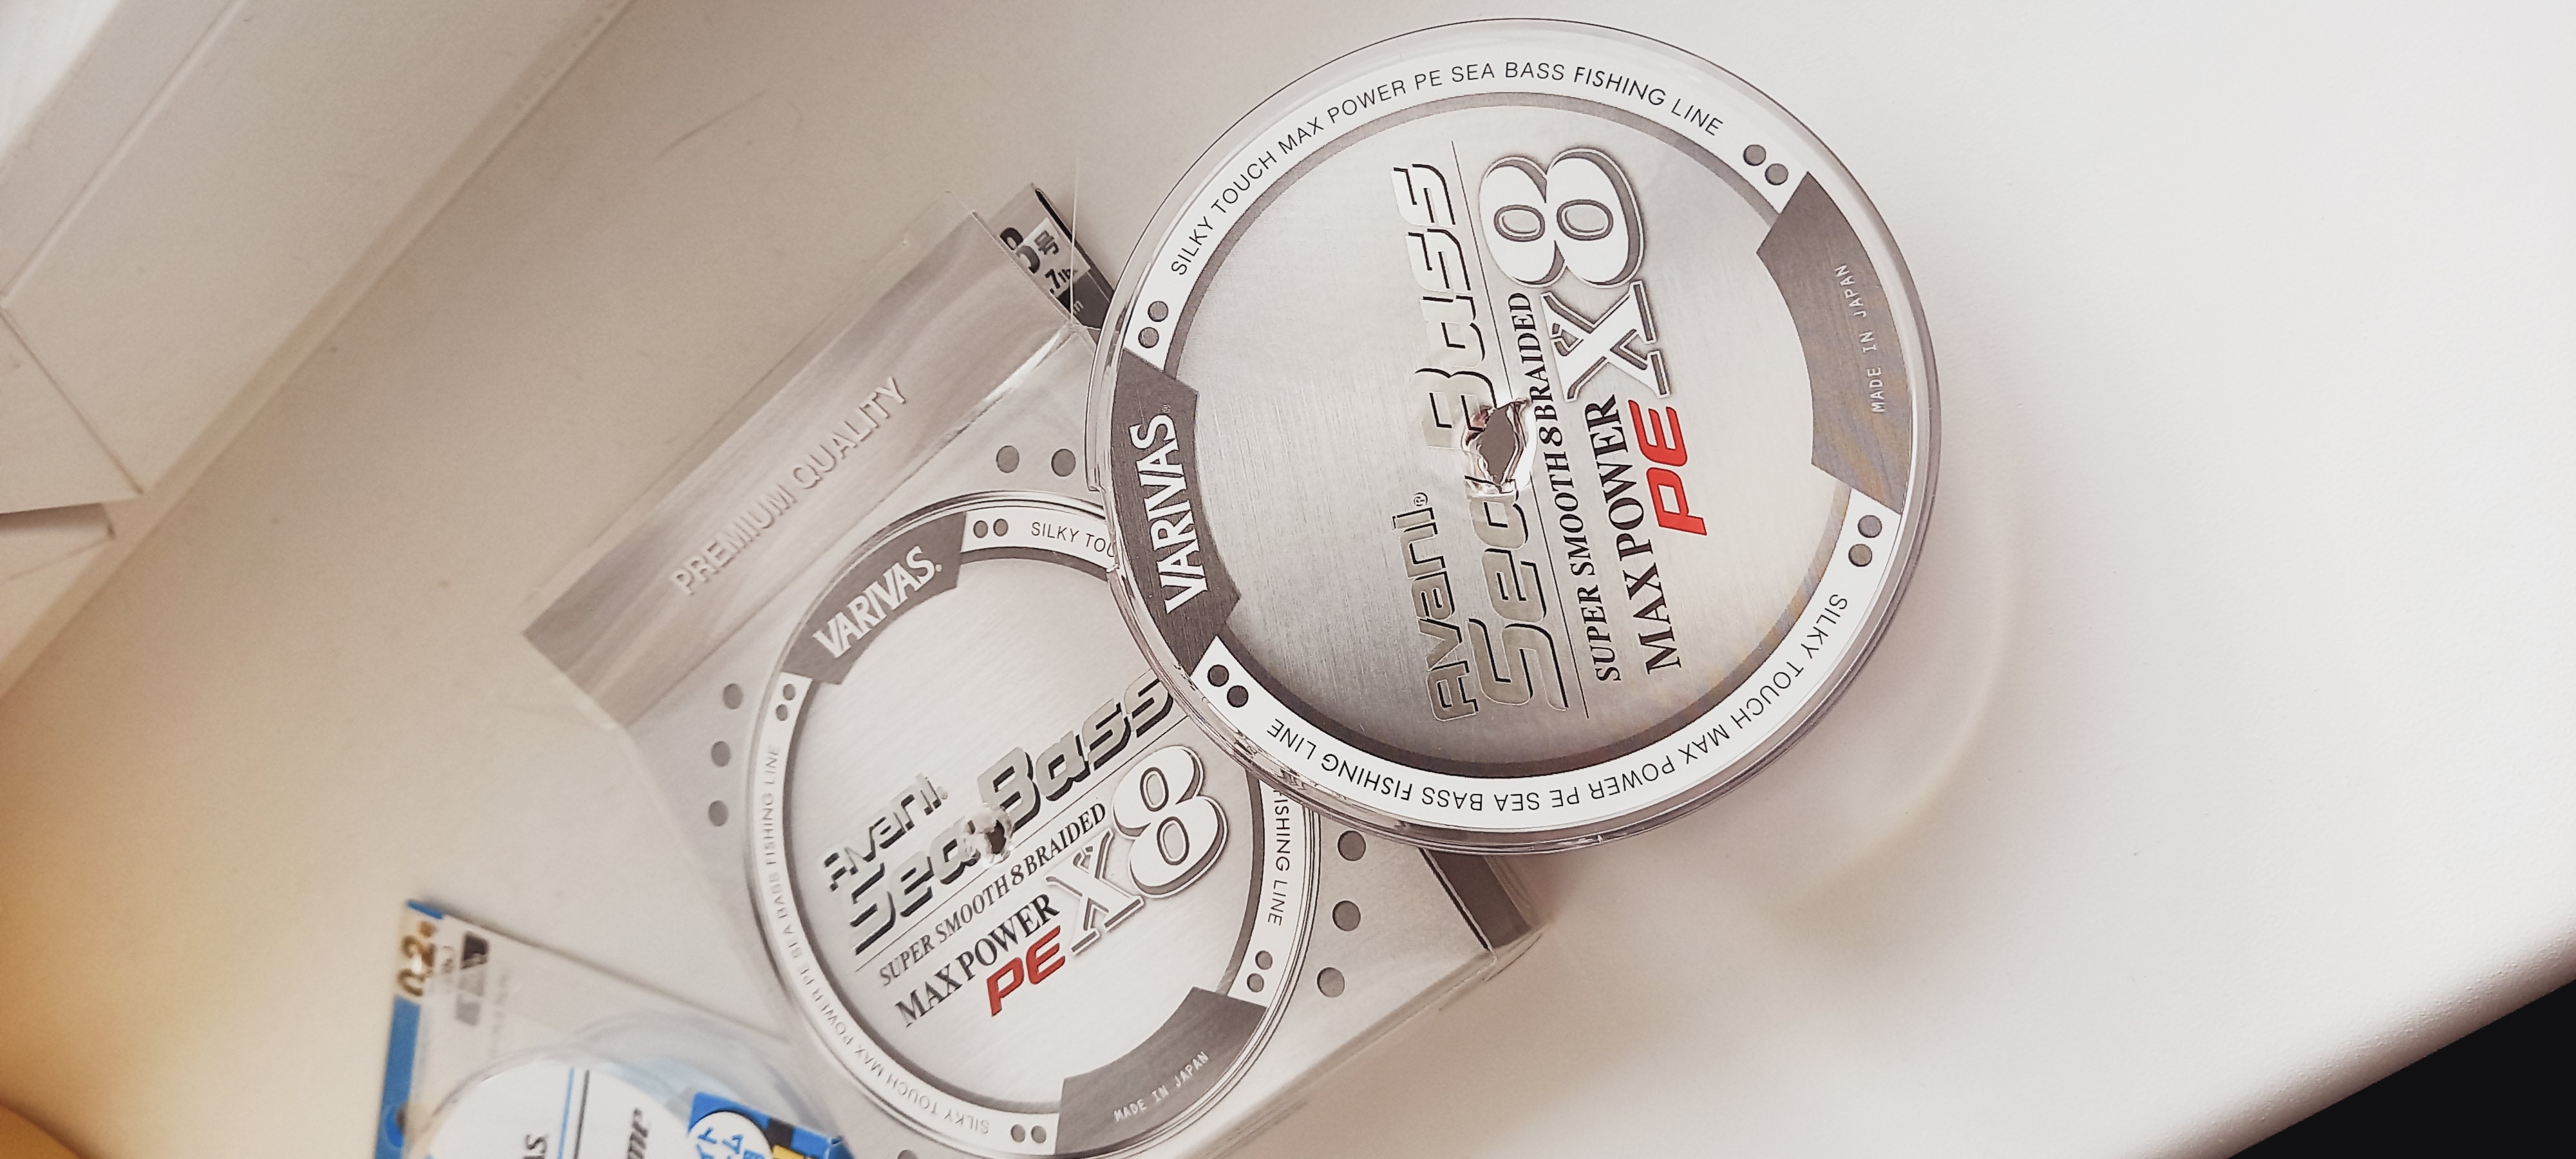 SILKY TOUCH MAX POWER PE SEA BASS FISHING LINE
VARIVAS
Avani®
Sea Bass
SUPER SMOOTH 8 BRAIDED
MAX POWER
PE X8
MADE IN JAPAN
SILKY TOUCH MAX POWER PE SEA BASS FISHING LINE
号
PREMIUM QUALITY
VARIVAS®
SILKY TOU
FISHING LINE
Avani®
Sea Bass
SUPER SMOOTH 8 BRAIDED
MAX POWER
PE X8
MADE IN JAPAN
SILKY TOUCH MAX POWER PE SEA BASS FISHING LINE
0.2